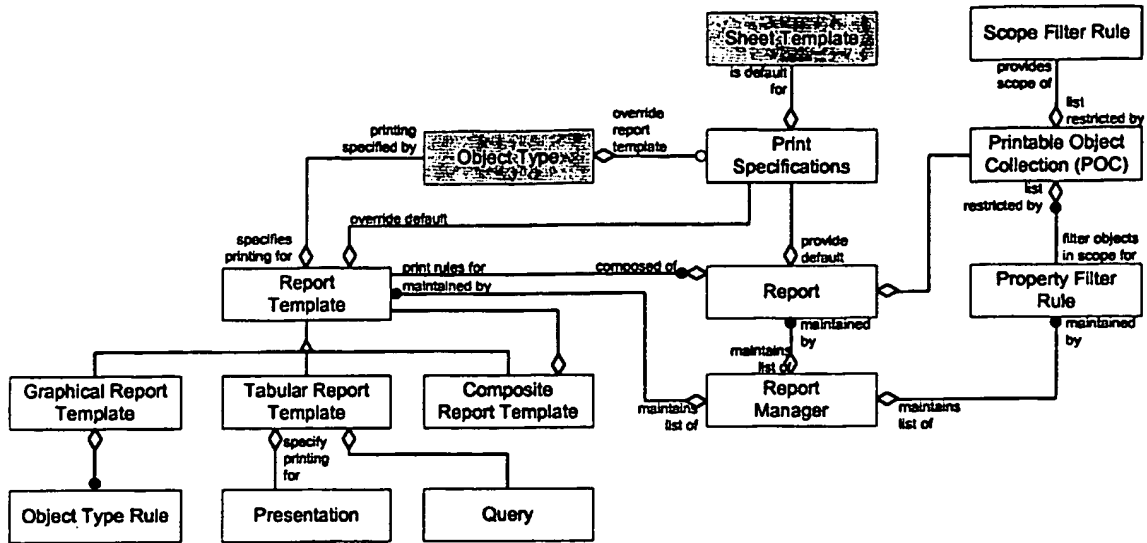 Sheet Template
Scope Filter Rule
is default
for
provides
scope of
list
restricted by
printing
specified by
override
report
template
Object Type
Print
Specifications
Printable Object
Collection (POC)
list
restricted by
override default
specifies
printing for
provide
default
filter objects
in scope for
print rules for
composed of
maintained by
Report
Template
Report
Property Filter
Rule
maintained
by
maintained
by
maintains
list of
Graphical Report
Template
Tabular Report
Template
Composite
Report Template
Report
Manager
maintains
list of
maintains
list of
specify
printing
for
Object Type Rule
Presentation
Query